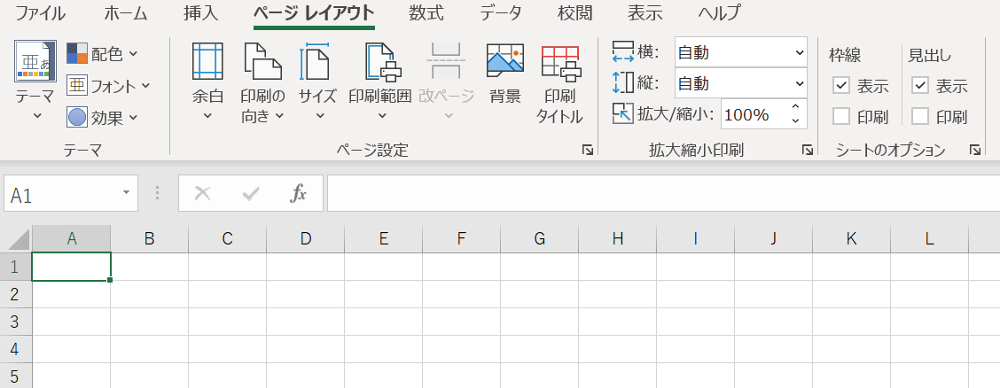 ファイル ホーム 挿入 ページ レイアウト 数式 データ 校閲 表示 ヘルプ
亜あ
テーマ
配色
亜 フォント
効果
テーマ
余白
印刷の
向き
サイズ
印刷範囲
改ページ
背景
印刷
タイトル
ページ設定
横: 自動
縦: 自動
拡大/縮小: 100%
拡大縮小印刷
枠線
表示
印刷
見出し
表示
印刷
シートのオプション
A1 fx
A B C D E F G H I J K L
1
2
3
4
5